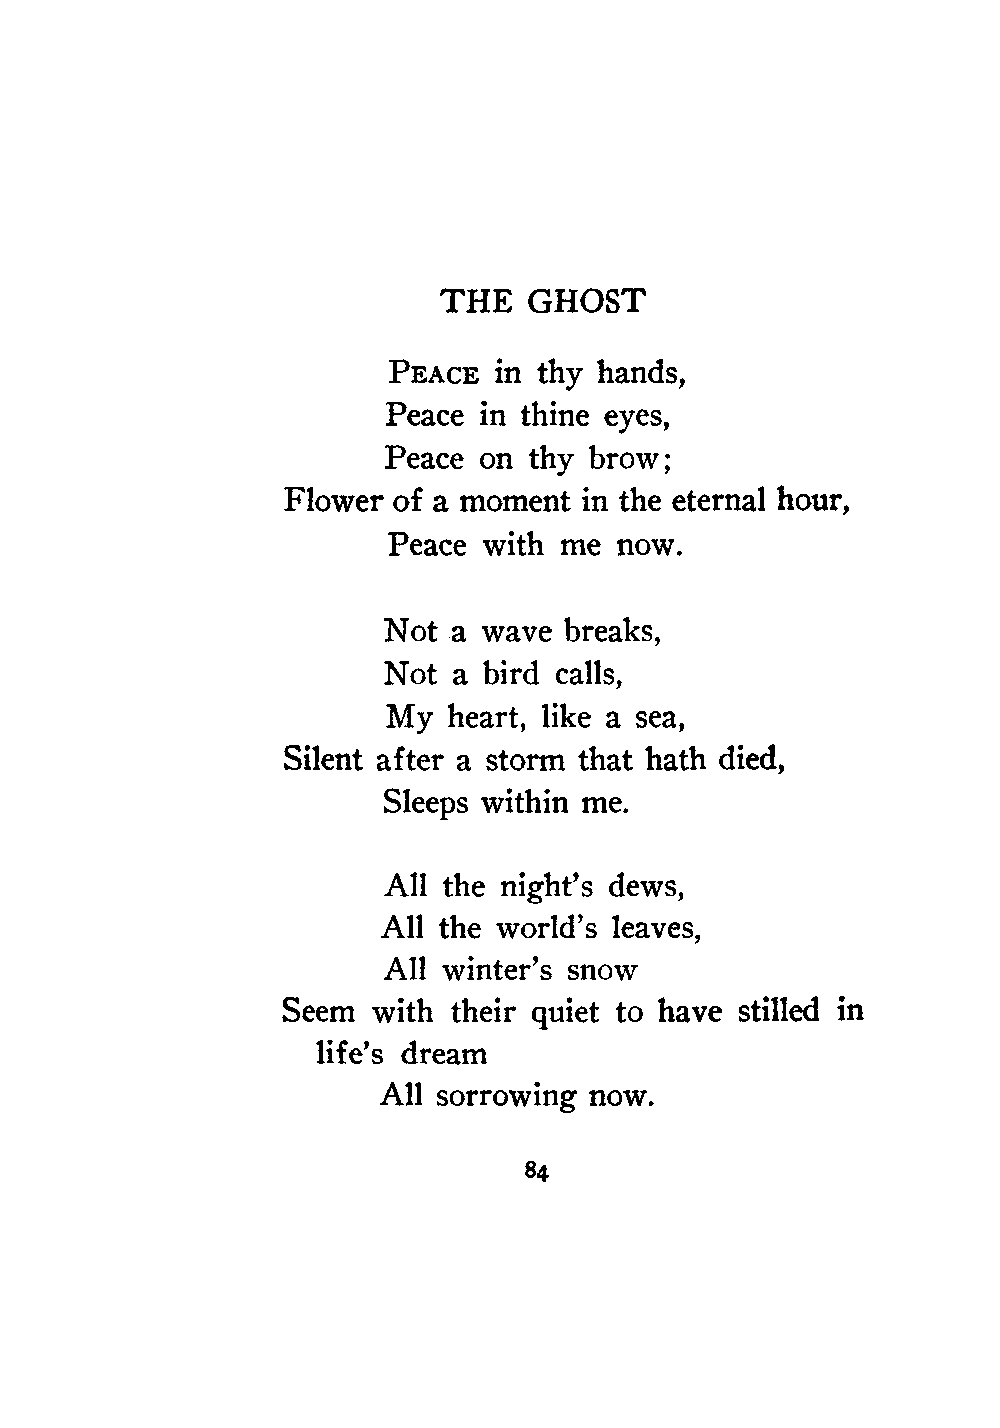 THE GHOST
PEACE in thy hands,
Peace in thine eyes,
Peace on thy brow;
Flower of a moment in the eternal hour,
Peace with me now.
Not a wave breaks,
Not a bird calls,
My heart, like a sea,
Silent after a storm that hath died,
Sleeps within me.
All the night's dews,
All the world's leaves,
All winter's snow
Seem with their quiet to have stilled in
life's dream
All sorrowing now.
84